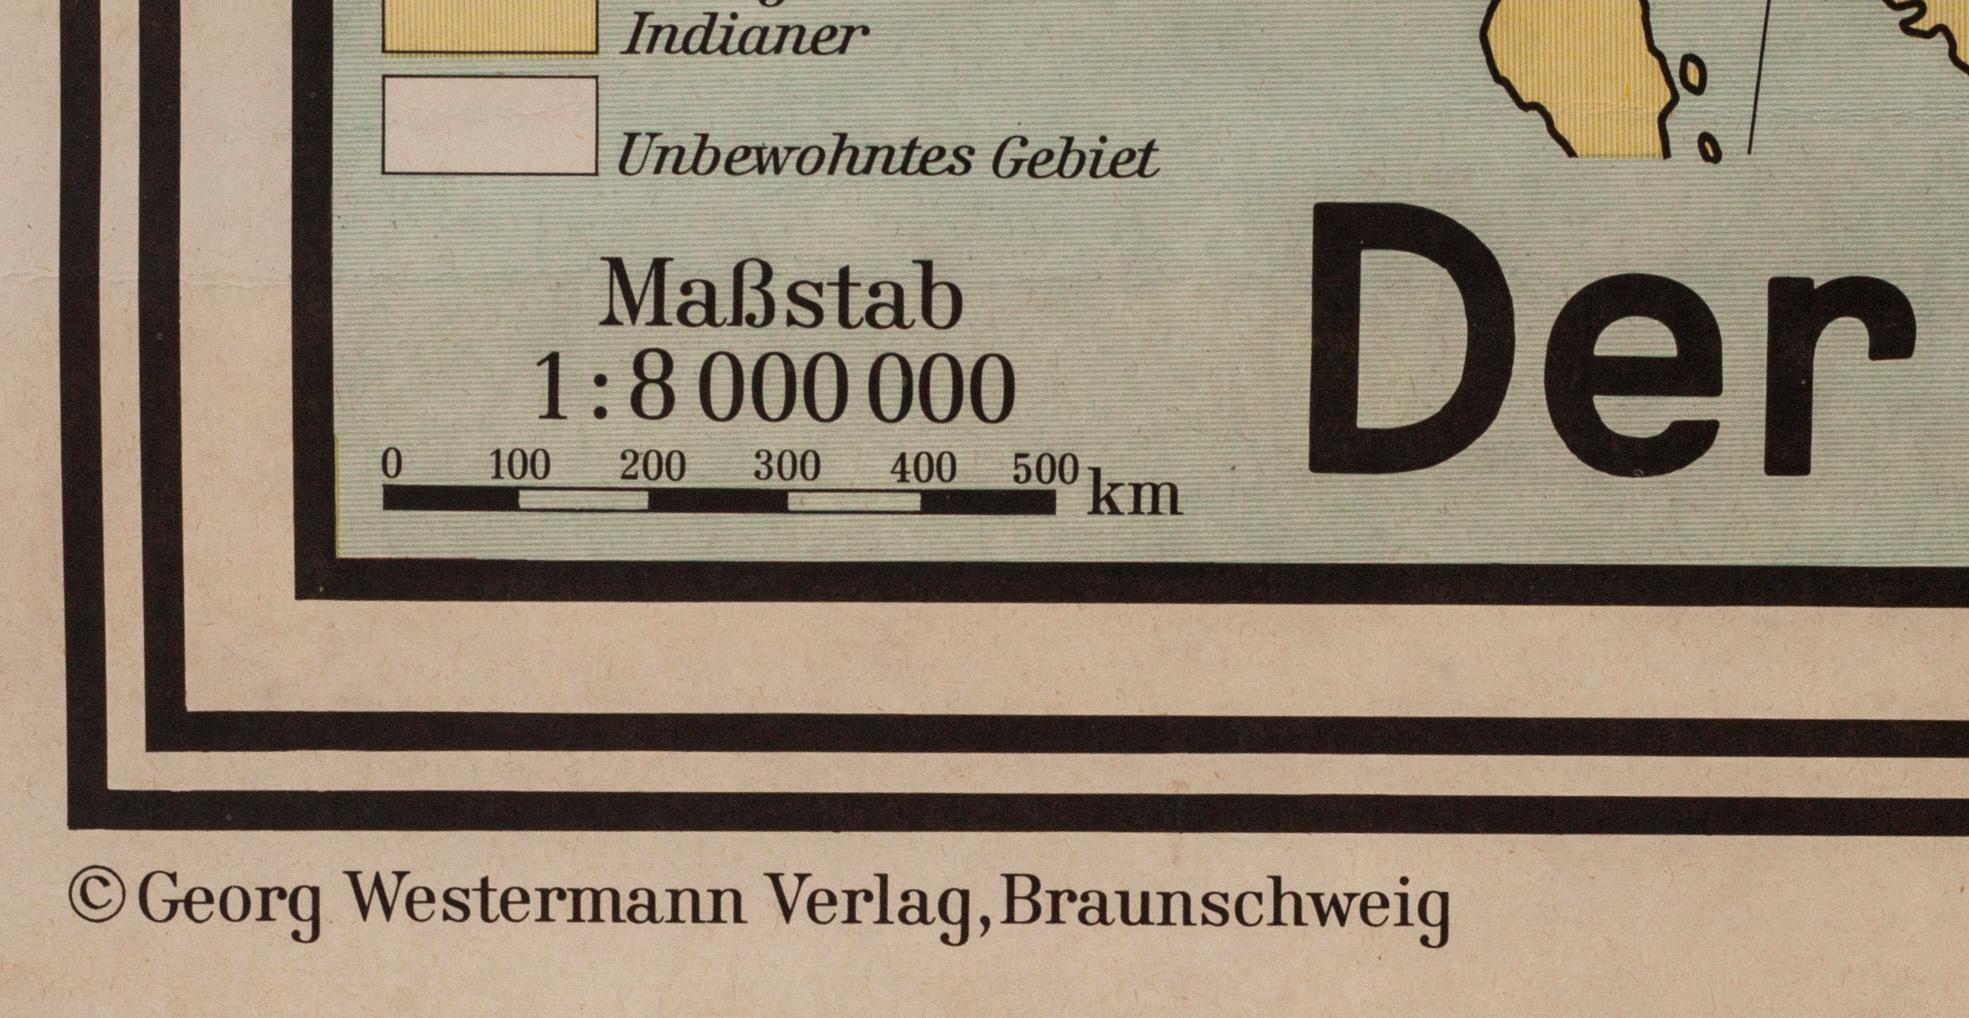 Indianer
Unbewohntes Gebiet
Maßstab
1:8 000 000
0 100 200 300 400 500 km
Der
©Georg Westermann Verlag, Braunschweig